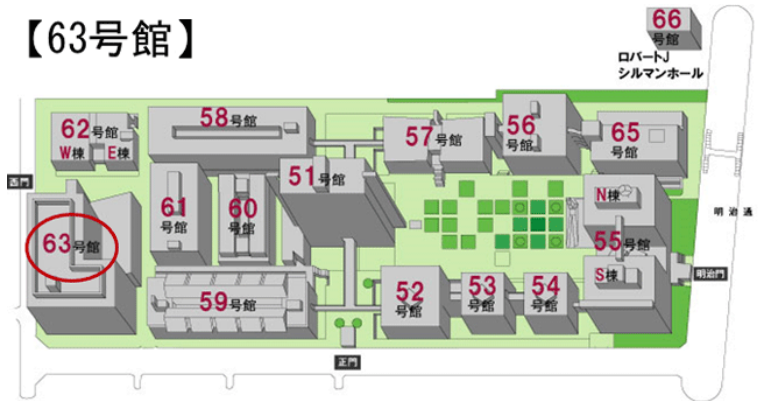 【63号館】
66
号館
ロバートJ
シルマンホール
62号館
W棟 E棟
58号館
57号館
56
号館
65
号館
西門
51号館
61
号館
60
号館
N棟
明治通
63号館
55号館
S棟
明治門
59号館
52
号館
53
号館
54
号館
正門